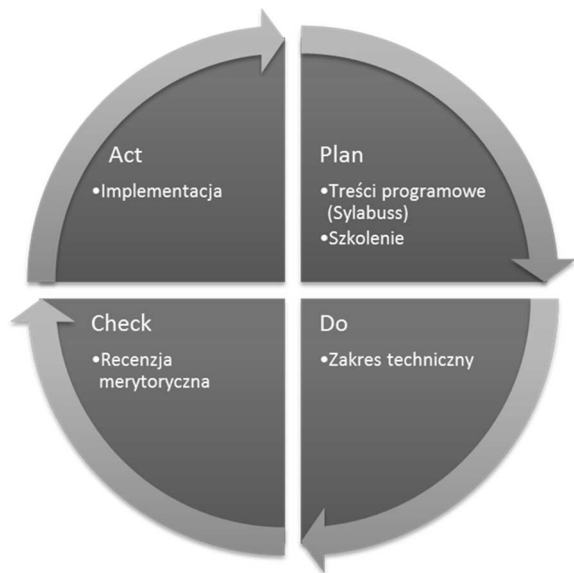 Act
•Implementacja
Plan
•Treści programowe
(Sylabuss)
•Szkolenie
Check
•Recenzja
merytoryczna
Do
•Zakres techniczny